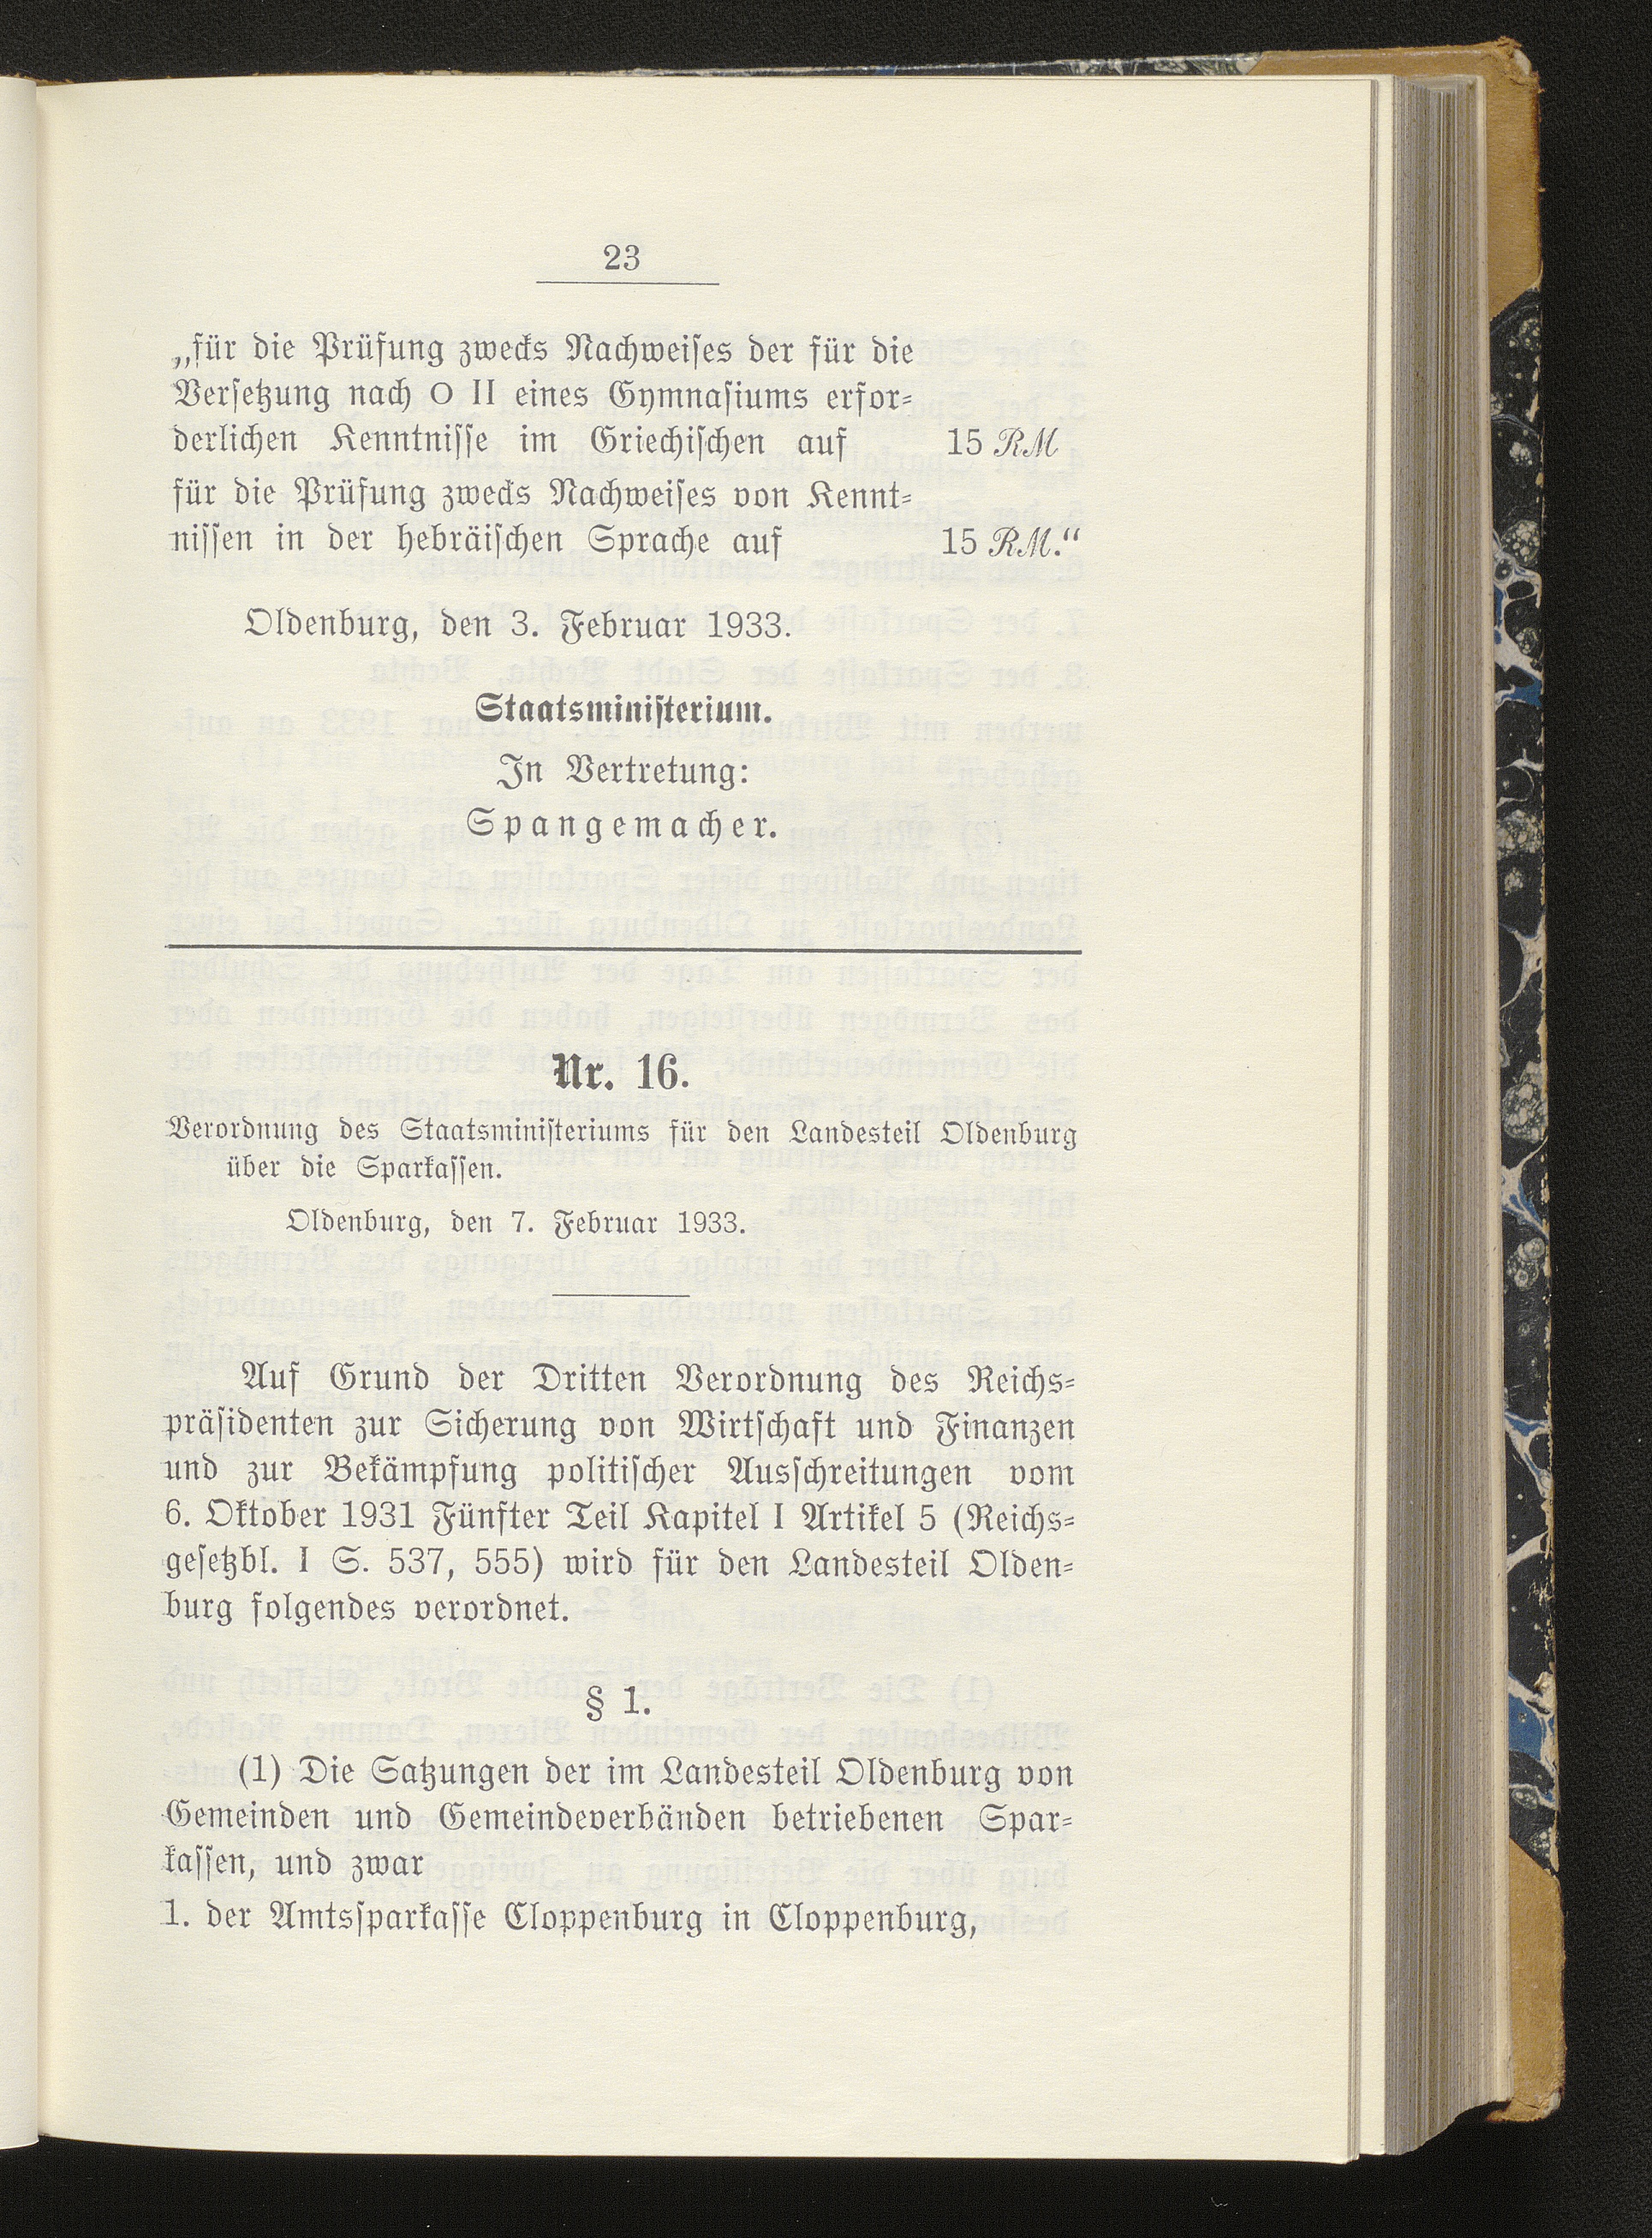 23
„für die Prüfung zwecks Nachweises der für die
Versetzung nach O II eines Gymnasiums erfor-
derlichen Kenntnisse im Griechischen auf 15 RM
für die Prüfung zwecks Nachweises von Kennt-
nissen in der hebräischen Sprache auf 15 RM.“
Oldenburg, den 3. Februar 1933.
Staatsministerium.
In Vertretung:
Spangemacher.
Nr. 16.
Verordnung des Staatsministeriums für den Landesteil Oldenburg
über die Sparkassen.
Oldenburg, den 7. Februar 1933.
Auf Grund der Dritten Verordnung des Reichs-
präsidenten zur Sicherung von Wirtschaft und Finanzen
und zur Bekämpfung politischer Ausschreitungen vom
6. Oktober 1931 Fünfter Teil Kapitel I Artikel 5 (Reichs-
gesetzbl. I S. 537, 555) wird für den Landesteil Olden-
burg folgendes verordnet.
§ 1.
(1) Die Satzungen der im Landesteil Oldenburg von
Gemeinden und Gemeindeverbänden betriebenen Spar-
kassen, und zwar
1. der Amtssparkasse Cloppenburg in Cloppenburg,